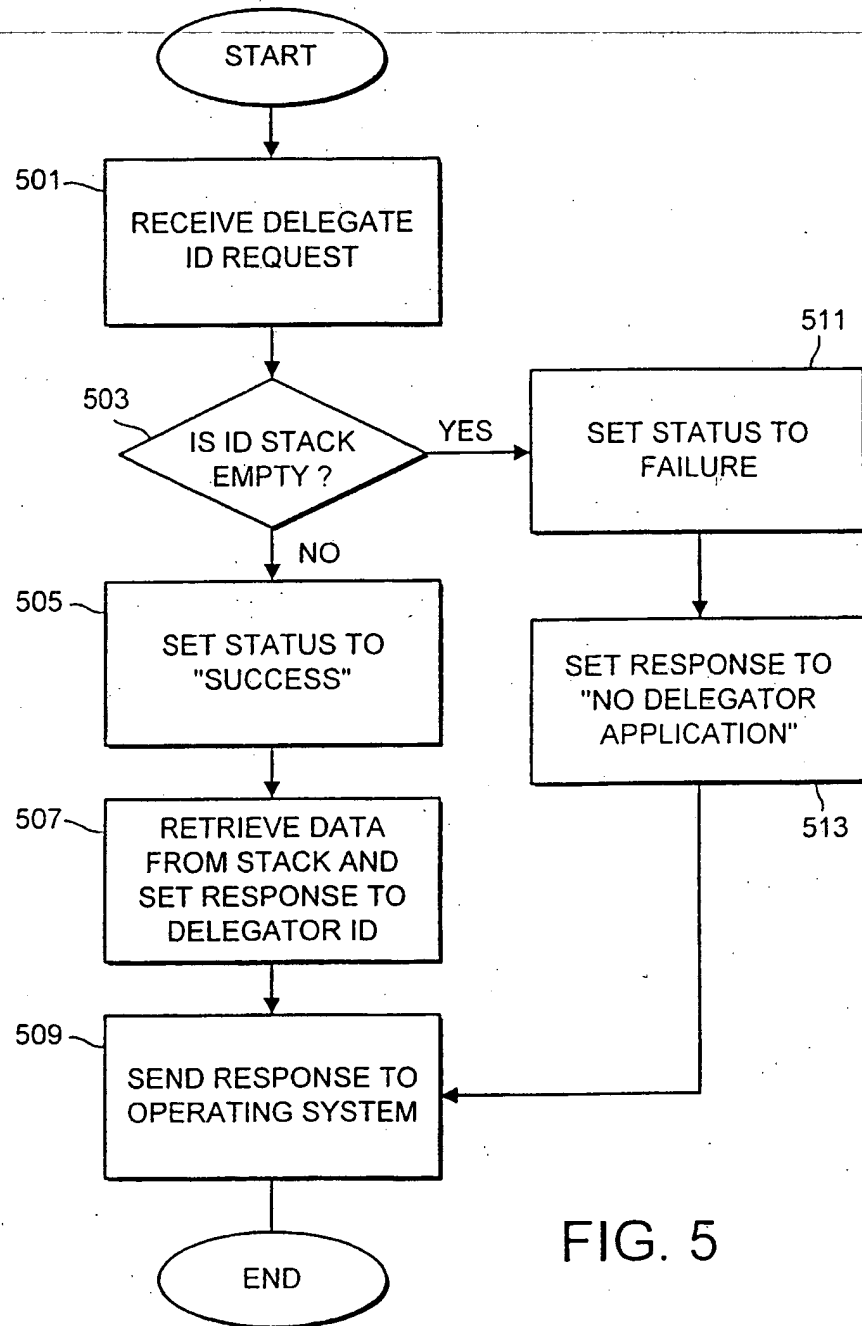 START
501
RECEIVE DELEGATE
ID REQUEST
503
IS ID STACK
EMPTY ?
YES
NO
511
SET STATUS TO
FAILURE
505
SET STATUS TO
"SUCCESS"
SET RESPONSE TO
"NO DELEGATOR
APPLICATION"
513
507
RETRIEVE DATA
FROM STACK AND
SET RESPONSE TO
DELEGATOR ID
509
SEND RESPONSE TO
OPERATING SYSTEM
END
FIG. 5